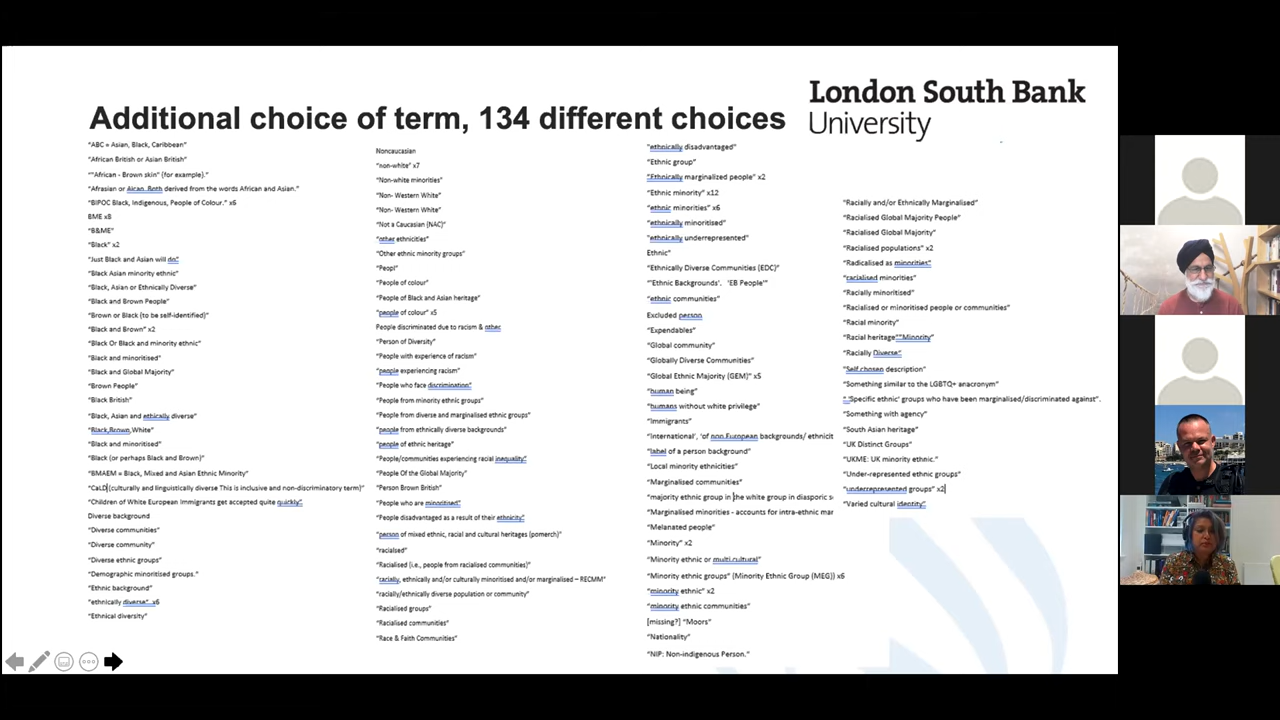 Additional choice of term, 134 different choices
London South Bank
University
"ABC = Asian, Black, Caribbean"
"African British or Asian British"
""African - Brown skin" (for example)."
"Afrasian or Aican. Both derived from the words African and Asian."
"BIPOC Black, Indigenous, People of Colour." x6
BME x8
"B&ME"
"Black" x2
"Just Black and Asian will do"
"Black Asian minority ethnic"
"Black, Asian or Ethnically Diverse"
"Black and Brown People"
"Brown or Black (to be self-identified)"
"Black and Brown" x2
"Black Or Black and minority ethnic"
"Black and minoritised"
"Black and Global Majority"
"Brown People"
"Black British"
"Black, Asian and ethically diverse"
"Black,Brown,White"
"Black and minoritised"
"Black (or perhaps Black and Brown)"
"BMAEM = Black, Mixed and Asian Ethnic Minority"
"CaLD(culturally and linguistically diverse This is inclusive and non-discriminatory term)"
"Children of White European Immigrants get accepted quite quickly"
Diverse background
"Diverse communities"
"Diverse community"
"Diverse ethnic groups"
"Demographic minoritised groups."
"Ethnic background"
"ethnically diverse" x6
"Ethnical diversity"
Noncaucasian
"non-white" x7
"Non-white minorities"
"Non- Western White"
"Non- Western White"
"Not a Caucasian (NAC)"
"other ethnicities"
"Other ethnic minority groups"
"Peopl"
"People of colour"
"People of Black and Asian heritage"
"people of colour" x5
People discriminated due to racism & other
"Person of Diversity"
"People with experience of racism"
"people experiencing racism"
"People who face discrimination"
"People from minority ethnic groups"
"People from diverse and marginalised ethnic groups"
"people from ethnically diverse backgrounds"
"people of ethnic heritage"
"People/communities experiencing racial inequality"
"People Of the Global Majority"
"Person Brown British"
"People who are minoritised"
"People disadvantaged as a result of their ethnicity"
"person of mixed ethnic, racial and cultural heritages (pomerch)"
"racialsed"
"Racialised (i.e., people from racialized communities)"
"racially, ethnically and/or culturally minoritised and/or marginalised – RECMM"
"racially/ethnically diverse population or community"
"Racialised groups"
"Racialised communities"
"Race & Faith Communities"
"ethnically disadvantaged"
"Ethnic group"
"Ethnically marginalized people" x2
"Ethnic minority" x12
"ethnic minorities" x6
"ethnically minoritised"
"ethnically underrepresented"
Ethnic"
"Ethnically Diverse Communities (EDC)"
"'Ethnic Backgrounds'. 'EB People'"
"ethnic communities"
Excluded person
"Expendables"
"Global community"
"Globally Diverse Communities"
"Global Ethnic Majority (GEM)" x5
"human being"
"humans without white privilege"
"Immigrants"
"International', 'of non European backgrounds/ ethnicit
"label of a person background"
"Local minority ethnicities"
"Marginalised communities"
"majority ethnic group in the white group in diasporic s
"Marginalised minorities - accounts for intra-ethnic mar
"Melanated people"
"Minority" x2
"Minority ethnic or multi cultural"
"Minority ethnic groups" (Minority Ethnic Group (MEG)) x6
"minority ethnic" x2
"minority ethnic communities"
[missing?] "Moors"
"Nationality"
"NIP: Non-indigenous Person."
"Racially and/or Ethnically Marginalised"
"Racialised Global Majority People"
"Racialised Global Majority"
"Racialised populations" x2
"Radicalised as minorities"
"racialised minorities"
"Racially minoritised"
"Racialised or minoritised people or communities"
"Racial minority"
"Racial heritage""Minority"
"Racially Diverse"
"Self chosen description"
"Something similar to the LGBTQ+ anacronym"
"'Specific ethnic' groups who have been marginalised/discriminated against".
"Something with agency"
"South Asian heritage"
"UK Distinct Groups"
"UKME: UK minority ethnic."
"Under-represented ethnic groups"
"underrepresented groups" x2
"Varied cultural identity"